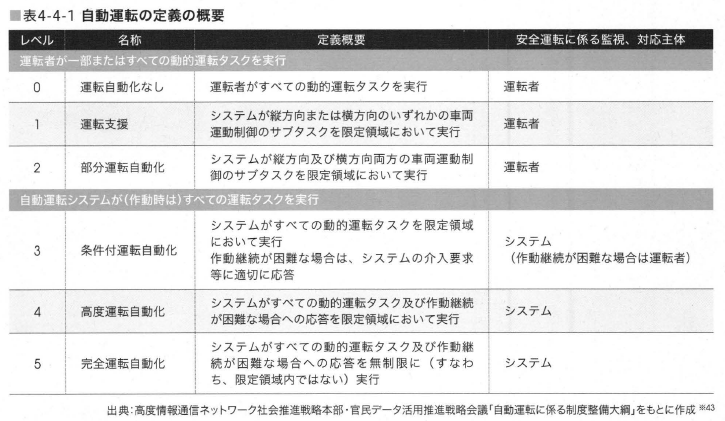 ■表4-4-1 自動運転の定義の概要
レベル 名称 定義概要 安全運転に係る監視、対応主体
運転者が一部またはすべての動的運転タスクを実行
0 運転自動化なし 運転者がすべての動的運転タスクを実行 運転者
1 運転支援 システムが縦方向または横方向のいずれかの車両
運動制御のサブタスクを限定領域において実行 運転者
2 部分運転自動化 システムが縦方向及び横方向両方の車両運動制
御のサブタスクを限定領域において実行 運転者
自動運転システムが(作動時は)すべての運転タスクを実行
3 条件付運転自動化 システムがすべての動的運転タスクを限定領域
において実行
作動継続が困難な場合は、システムの介入要求
等に適切に応答 システム
(作動継続が困難な場合は運転者)
4 高度運転自動化 システムがすべての動的運転タスク及び作動継続
が困難な場合への応答を限定領域において実行 システム
5 完全運転自動化 システムがすべての動的運転タスク及び作動継
続が困難な場合への応答を無制限に(すなわ
ち、限定領域内ではない)実行 システム
出典:高度情報通信ネットワーク社会推進戦略本部・官民データ活用推進戦略会議「自動運転に係る制度整備大綱」をもとに作成 ※43